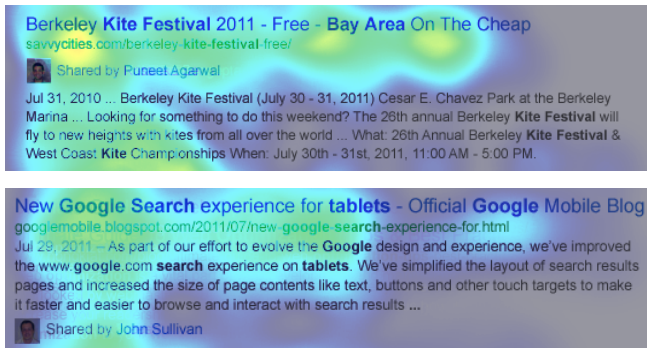 Berkeley Kite Festival 2011 - Free - Bay Area On The Cheap
savvycities.com/berkeley-kite-festival-free/
Shared by Puneet Agarwal
Jul 31, 2010 ... Berkeley Kite Festival (July 30 - 31, 2011) Cesar E. Chavez Park at the Berkeley
Marina ... Looking for something to do this weekend? The 26th annual Berkeley Kite Festival will
fly to new heights with kites from all over the world ... What: 26th Annual Berkeley Kite Festival &
West Coast Kite Championships When: July 30th - 31st, 2011, 11:00 AM - 5:00 PM.
New Google Search experience for tablets - Official Google Mobile Blog
googlemobile.blogspot.com/2011/07/new-google-search-experience-for.html
Jul 29, 2011 – As part of our effort to evolve the Google design and experience, we've improved
the www.google.com search experience on tablets. We've simplified the layout of search results
pages and increased the size of page contents like text, buttons and other touch targets to make
it faster and easier to browse and interact with search results ...
Shared by John Sullivan